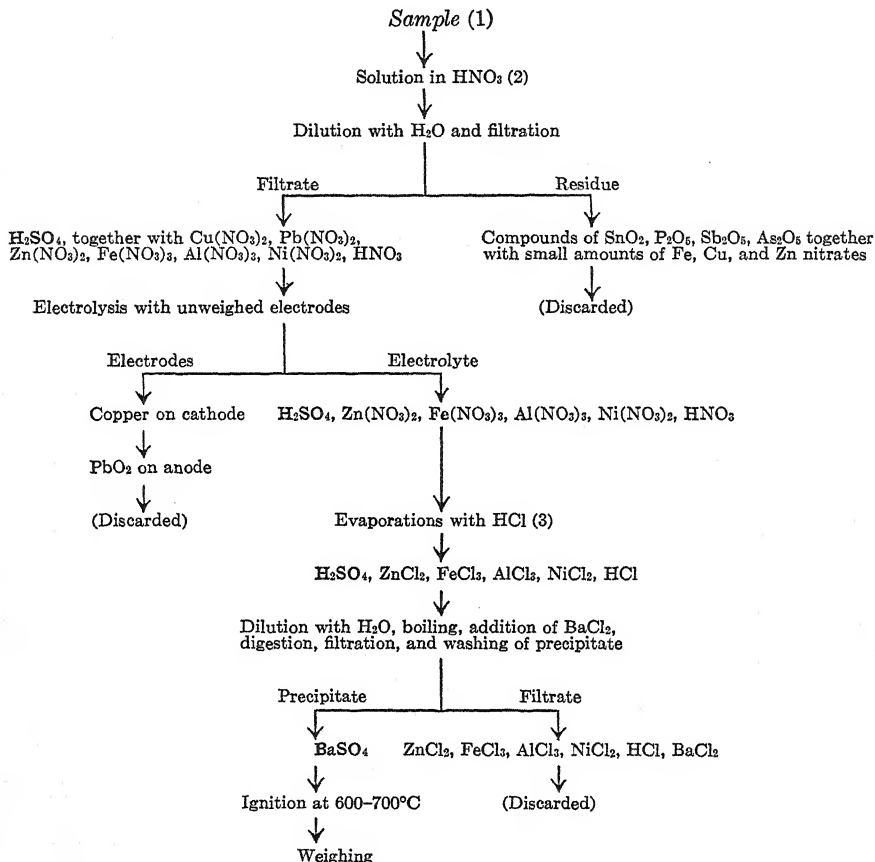 Sample (1)
Solution in HNO₃ (2)
Dilution with H₂O and filtration
Filtrate
Residue
H₂SO₄, together with Cu(NO₃)₂, Pb(NO₃)₂,
Zn(NO₃)₂, Fe(NO₃)₃, Al(NO₃)₃, Ni(NO₃)₂, HNO₃
Compounds of SnO₂, P₂O₅, Sb₂O₅, As₂O₅ together
with small amounts of Fe, Cu, and Zn nitrates
Electrolysis with unweighed electrodes
(Discarded)
Electrodes
Electrolyte
Copper on cathode
H₂SO₄, Zn(NO₃)₂, Fe(NO₃)₃, Al(NO₃)₃, Ni(NO₃)₂, HNO₃
PbO₂ on anode
(Discarded)
Evaporations with HCl (3)
H₂SO₄, ZnCl₂, FeCl₃, AlCl₃, NiCl₂, HCl
Dilution with H₂O, boiling, addition of BaCl₂,
digestion, filtration, and washing of precipitate
Precipitate
Filtrate
BaSO₄
ZnCl₂, FeCl₃, AlCl₃, NiCl₂, HCl, BaCl₂
Ignition at 600–700°C
(Discarded)
Weighing